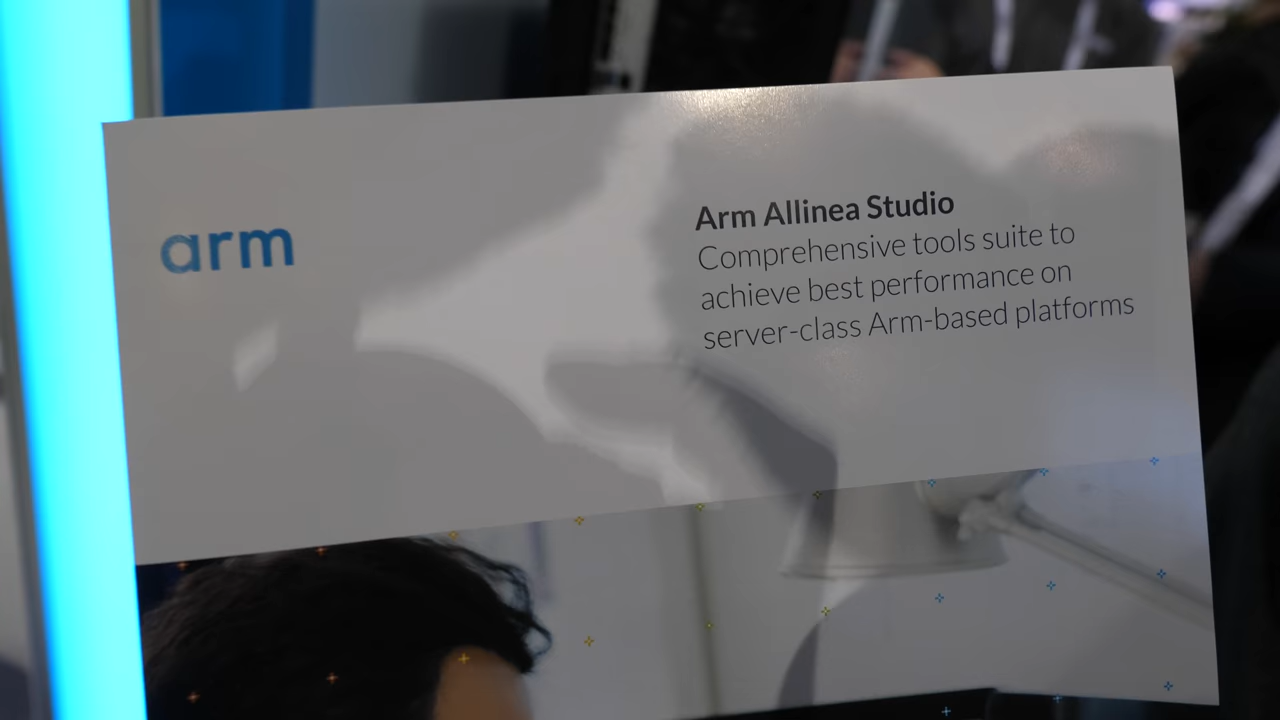 arm
Arm Allinea Studio
Comprehensive tools suite to
achieve best performance on
server-class Arm-based platforms